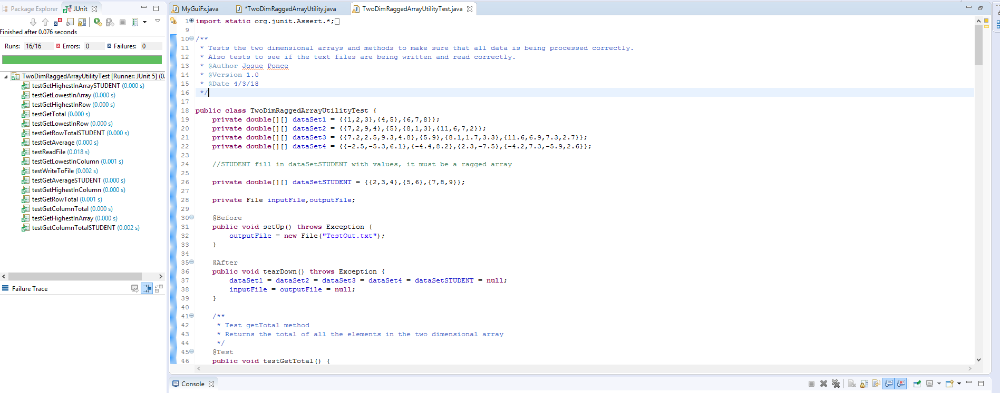 Package Explorer JUnit
Finished after 0.076 seconds
Runs: 16/16 Errors: 0 Failures: 0
TwoDimRaggedArrayUtilityTest [Runner: JUnit 5] (0.
testGetHighestInArraySTUDENT (0.000 s)
testGetLowestInArray (0.000 s)
testGetHighestInRow (0.000 s)
testGetTotal (0.000 s)
testGetLowestInRow (0.000 s)
testGetRowTotalSTUDENT (0.000 s)
testGetAverage (0.000 s)
testReadFile (0.018 s)
testGetLowestInColumn (0.001 s)
testWriteToFile (0.002 s)
testGetAverageSTUDENT (0.000 s)
testGetHighestInColumn (0.000 s)
testGetRowTotal (0.001 s)
testGetColumnTotal (0.000 s)
testGetHighestInArray (0.000 s)
testGetColumnTotalSTUDENT (0.002 s)
Failure Trace
MyGuiFx.java *TwoDimRaggedArrayUtility.java TwoDimRaggedArrayUtilityTest.java
1 import static org.junit.Assert.*;
9
10 /**
11 * Tests the two dimensional arrays and methods to make sure that all data is being processed correctly.
12 * Also tests to see if the text files are being written and read correctly.
13 * @Author Josue Ponce
14 * @Version 1.0
15 * @Date 4/3/18
16 */
17
18 public class TwoDimRaggedArrayUtilityTest {
19 private double[][] dataSet1 = {{1,2,3},{4,5},{6,7,8}};
20 private double[][] dataSet2 = {{7,2,9,4},{5},{8,1,3},{11,6,7,2}};
21 private double[][] dataSet3 = {{7.2,2.5,9.3,4.8},{5.9},{8.1,1.7,3.3},{11.6,6.9,7.3,2.7}};
22 private double[][] dataSet4 = {{-2.5,-5.3,6.1},{-4.4,8.2},{2.3,-7.5},{-4.2,7.3,-5.9,2.6}};
23
24 //STUDENT fill in dataSetSTUDENT with values, it must be a ragged array
25
26 private double[][] dataSetSTUDENT = {{2,3,4},{5,6},{7,8,9}};
27
28 private File inputFile,outputFile;
29
30 @Before
31 public void setUp() throws Exception {
32 outputFile = new File("TestOut.txt");
33 }
34
35 @After
36 public void tearDown() throws Exception {
37 dataSet1 = dataSet2 = dataSet3 = dataSet4 = dataSetSTUDENT = null;
38 inputFile = outputFile = null;
39 }
40
41 /**
42 * Test getTotal method
43 * Returns the total of all the elements in the two dimensional array
44 */
45 @Test
46 public void testGetTotal() {
Console